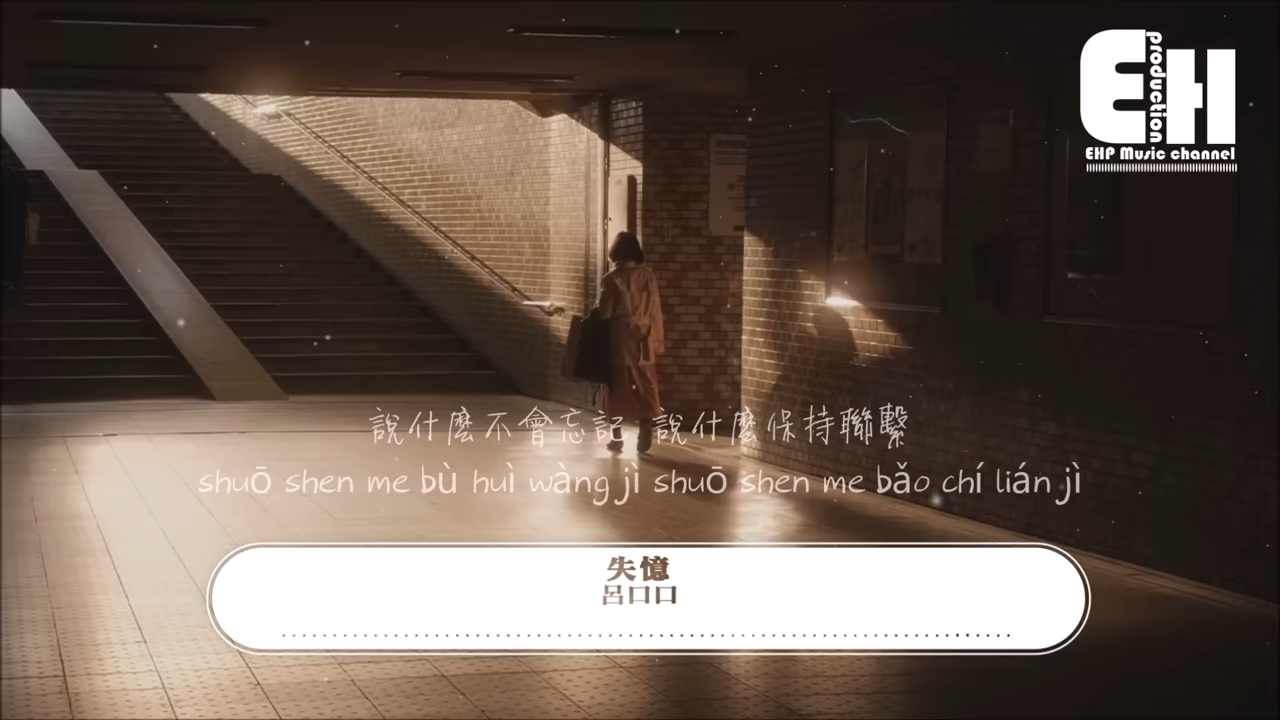 EH
production
EHP Music channel
說什麼不會忘記 說什麼保持聯繫
shuō shen me bù huì wàng jì shuō shen me bǎo chí lián jì
失憶
呂口口